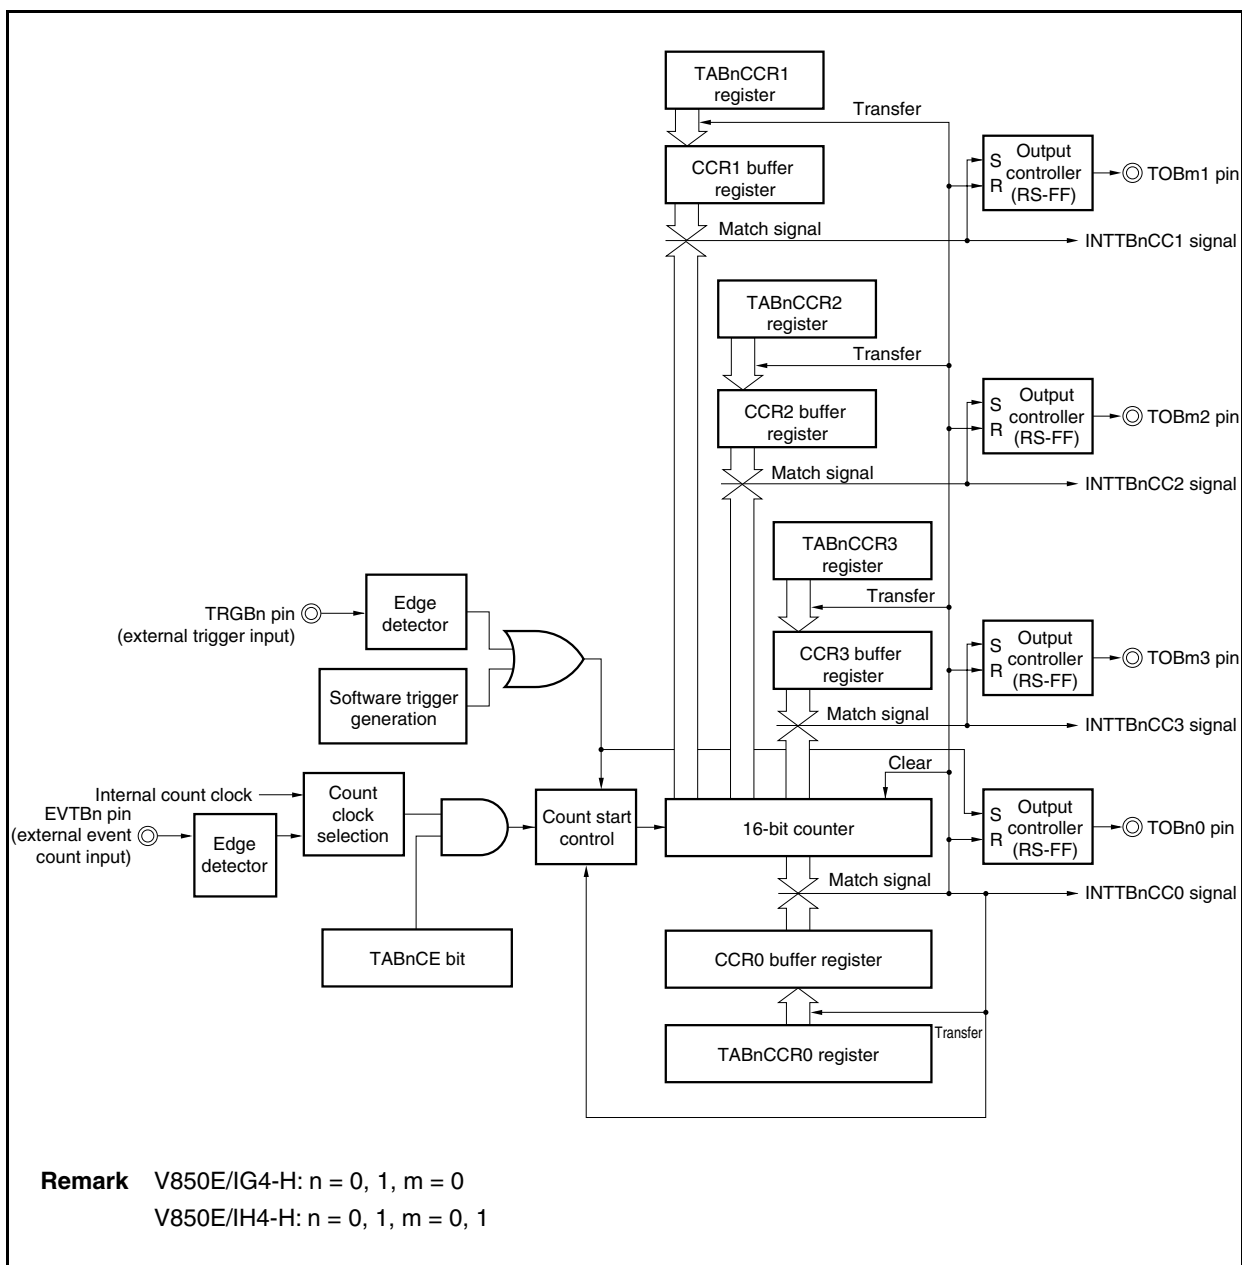 TABnCCR1
register
Transfer
CCR1 buffer
register
S
R
Output
controller
(RS-FF)
TOBm1 pin
Match signal
INTTBnCC1 signal
TABnCCR2
register
Transfer
CCR2 buffer
register
S
R
Output
controller
(RS-FF)
TOBm2 pin
Match signal
INTTBnCC2 signal
TABnCCR3
register
Transfer
TRGBn pin
(external trigger input)
Edge
detector
CCR3 buffer
register
S
R
Output
controller
(RS-FF)
TOBm3 pin
Software trigger
generation
Match signal
INTTBnCC3 signal
Clear
Internal count clock
EVTBn pin
(external event
count input)
Edge
detector
Count
clock
selection
Count start
control
16-bit counter
S
R
Output
controller
(RS-FF)
TOBn0 pin
Match signal
INTTBnCC0 signal
TABnCE bit
CCR0 buffer register
Transfer
TABnCCR0 register
Remark V850E/IG4-H: n = 0, 1, m = 0
V850E/IH4-H: n = 0, 1, m = 0, 1